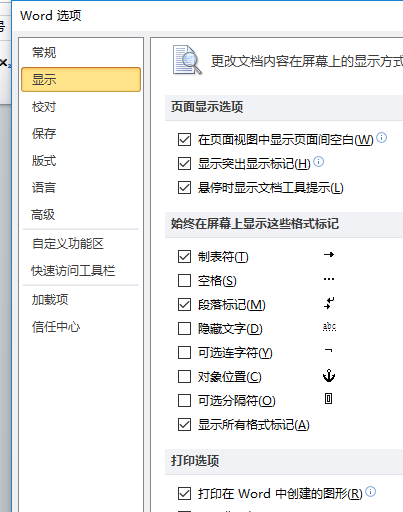 Word 选项
号
常规
显示
校对
保存
版式
语言
高级
自定义功能区
快速访问工具栏
加载项
信任中心
更改文档内容在屏幕上的显示方式
页面显示选项
在页面视图中显示页面间空白(W)
显示突出显示标记(H)
悬停时显示文档工具提示(L)
始终在屏幕上显示这些格式标记
制表符(T)
空格(S)
段落标记(M)
隐藏文字(D) abc
可选连字符(Y)
对象位置(C)
可选分隔符(O)
显示所有格式标记(A)
打印选项
打印在 Word 中创建的图形(R)